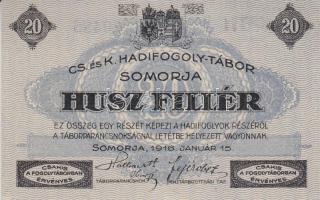 20 20
CS. ÉS K. HADIFOGOLY-TÁBOR
SOMORJA
HUSZ FILLÉR
EZ ÖSSZEG EGY RÉSZÉT KÉPEZI A HADIFOGLYOK RÉSZÉRŐL
A TÁBORPARANCSNOKSÁGNÁL LETÉTBE HELYEZETT VAGYONNAK.
SOMORJA, 1916. JANUÁR 15.
CSAKIS
A FOGOLYTÁBORBAN
ÉRVÉNYES
TÁBORPARANCSNOK
CSAKIS
A FOGOLYTÁBORBAN
ÉRVÉNYES